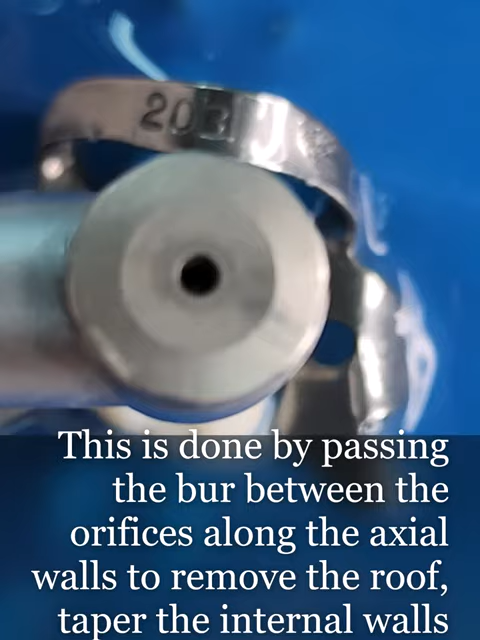 203
This is done by passing
the bur between the
orifices along the axial
walls to remove the roof,
taper the internal walls